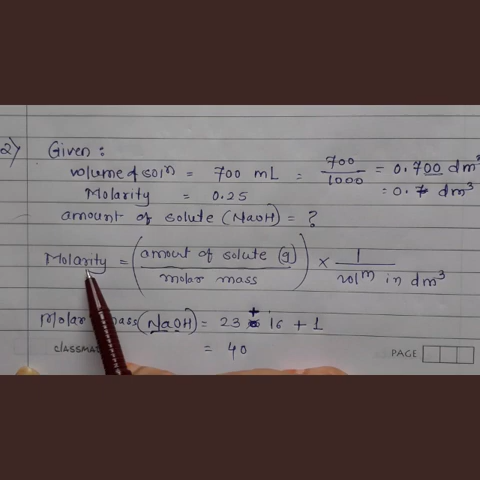 2) Given :
volume of soln = 700 mL = 700/1000 = 0.700 dm³
Molarity = 0.25 = 0.7 dm³
amount of solute (NaOH) = ?
Molarity = (amout of solute (g) / molar mass) × 1 / volm in dm³
Molar mass (NaOH) = 23 + 16 + 1
= 40
classma
PAGE